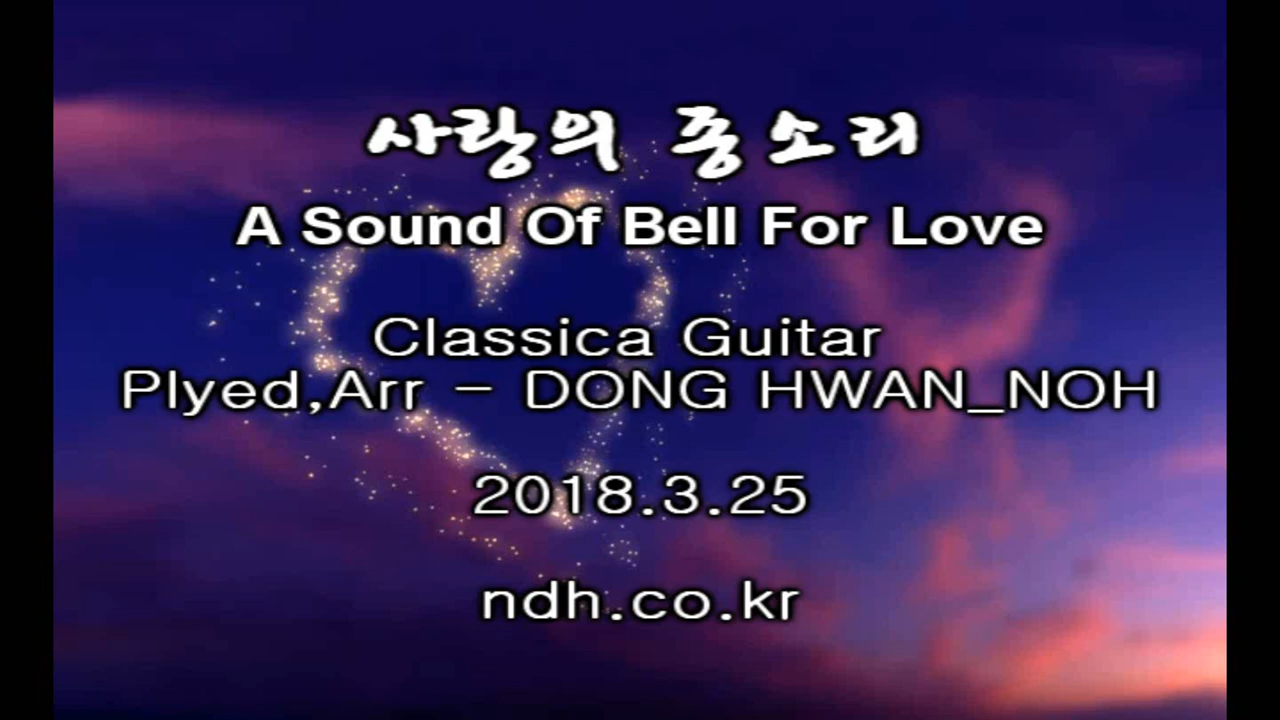 사랑의 종소리
A Sound Of Bell For Love
Classica Guitar
Plyed,Arr - DONG HWAN_NOH
2018.3.25
ndh.co.kr